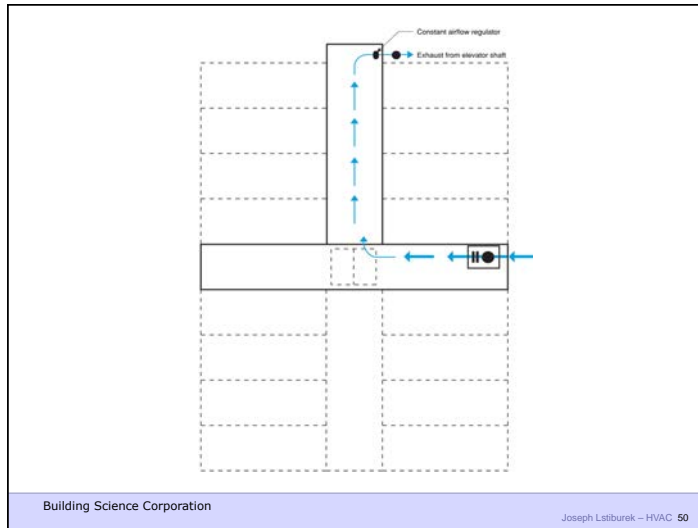 Constant airflow regulator
Exhaust from elevator shaft
Building Science Corporation
Joseph Lstiburek – HVAC 50